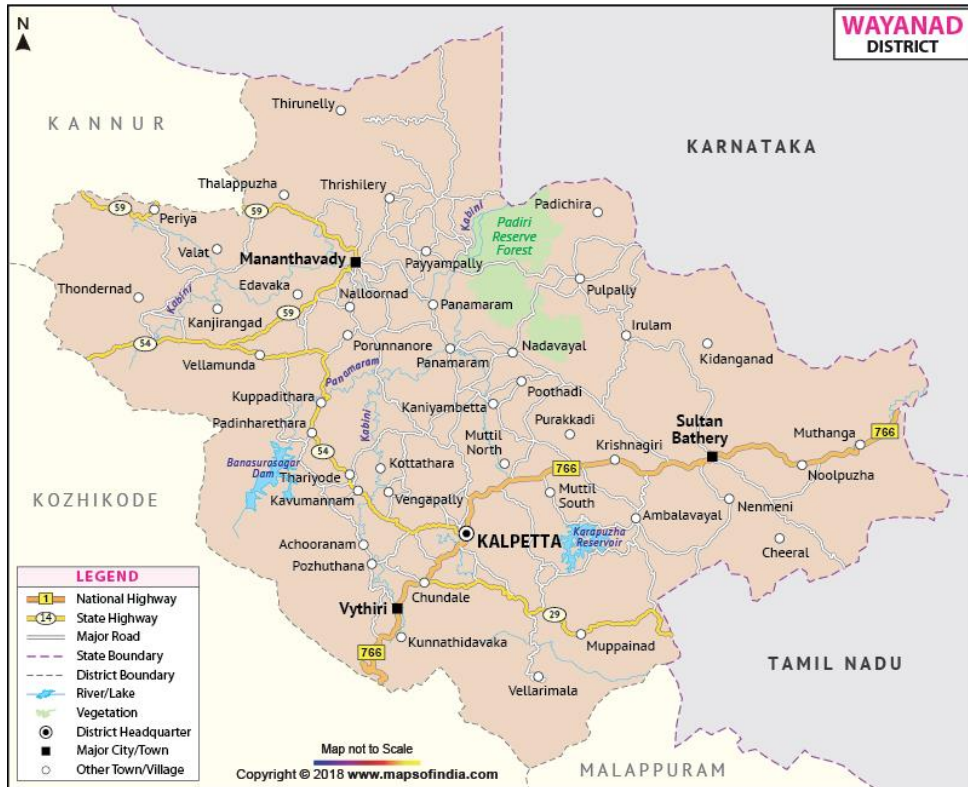 N
WAYANAD
DISTRICT
KANNUR
KARNATAKA
Thirunelly
Thalappuzha
Thrishilery
Kabini
Padiri
Reserve
Forest
Padichira
59
Periya
59
Valat
Mananthavady
Payyampally
Pulpally
Thondernad
Kabini
Edavaka
Nalloornad
Panamaram
Kanjirangad
59
Irulam
54
Vellamunda
Porunnanore
Panamaram
Nadavayal
Kidanganad
Panamaram
Kuppadithara
Kaniyambetta
Poothadi
Padinharethara
Kabini
Muttil
North
Purakkadi
Krishnagiri
Sultan
Bathery
Muthanga
766
54
Banasurasagar
Dam
Kottathara
766
Noolpuzha
KOZHIKODE
Thariyode
Kavumannam
Vengapally
Muttil
South
Nenmeni
Ambalavayal
KALPETTA
Karapuzha
Reservoir
Cheeral
Achooranam
Pozhuthana
Chundale
Vythiri
29
Kunnathidavaka
Muppainad
766
Vellarimala
TAMIL NADU
MALAPPURAM
LEGEND
1 National Highway
14 State Highway
Major Road
State Boundary
District Boundary
River/Lake
Vegetation
District Headquarter
Major City/Town
Other Town/Village
Map not to Scale
Copyright © 2018 www.mapsofindia.com